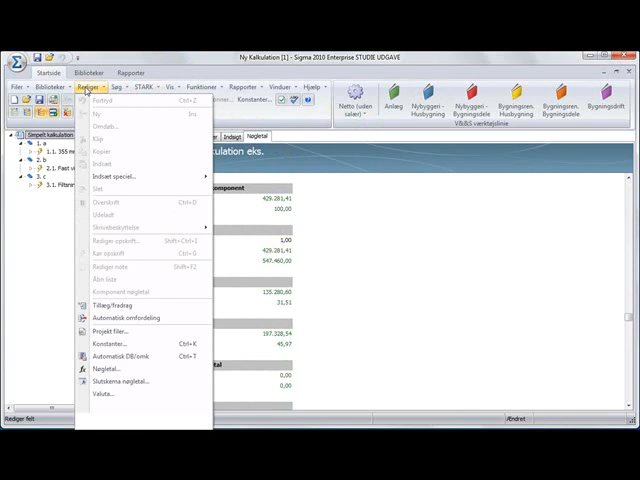 Ny Kalkulation [1] - Sigma 2010 Enterprise STUDIE UDGAVE
Startside Biblioteker Rapporter
Filer Biblioteker Rediger Søg STARK Vis Funktioner Rapporter Vinduer Hjælp
Konstanter...
Netto (uden salær)
Anlæg
Nybyggeri - Husbygning
Nybyggeri - Bygningsdele
Bygningsren. Husbygning
Bygningsren. Bygningsdele
Bygningsdrift
V&S værktøjslinie
Fortryd Ctrl+Z
Ny Ins
Omdøb...
Klip
Kopier
Indsæt
Indsæt special...
Slet
Overskrift Ctrl+D
Udeladt
Skrivebeskyttelse
Rediger opskrift... Shift+Ctrl+I
Kør opskrift Ctrl+G
Rediger note Shift+F2
Åbn liste
Komponent nøgletal
Tillæg/fradrag
Automatisk omfordeling
Projekt filer...
Konstanter... Ctrl+K
Automatisk DB/omk Ctrl+T
Nøgletal...
Slutskema nøgletal...
Valuta...
Simpelt kalkulation
1. a
1.1. 355 m
2. b
2.1. Fast v
3. c
3.1. Filtsnin
Indsigt Nøgletal
kulation eks.
komponent
429.281,41
100,00
1,00
429.281,41
547.460,00
135.280,60
31,51
197.328,54
45,97
tal
0,00
0,00
Rediger felt
Ændret